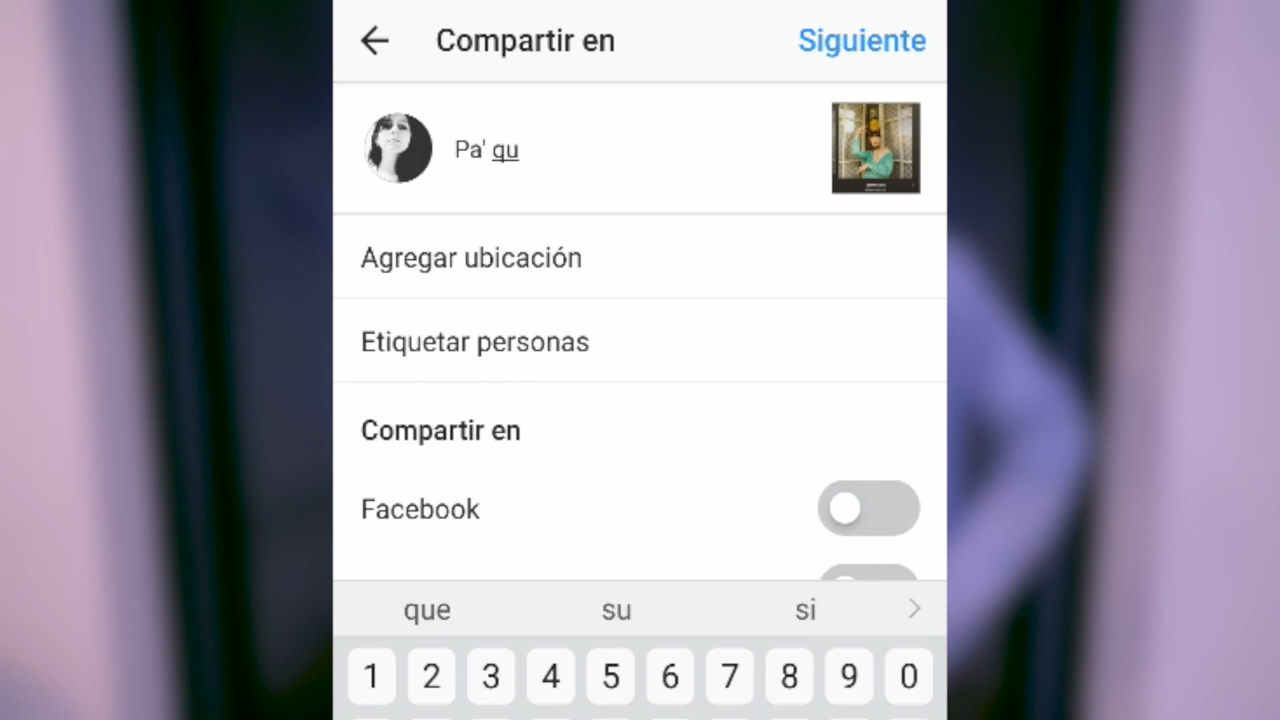 Compartir en
Siguiente
Pa' qu
Agregar ubicación
Etiquetar personas
Compartir en
Facebook
que su si
1 2 3 4 5 6 7 8 9 0